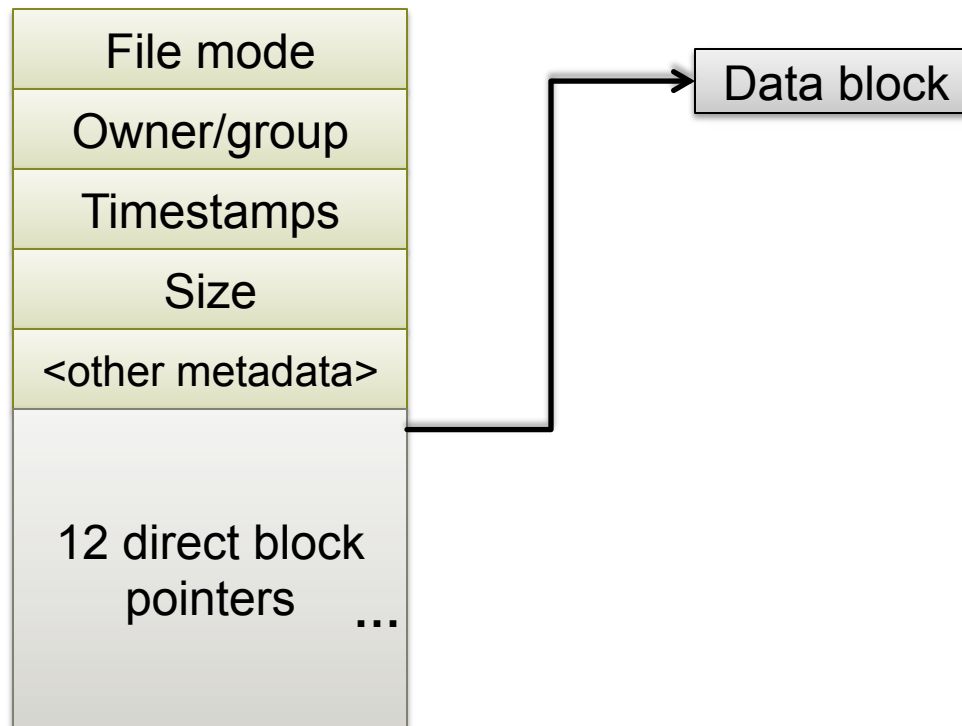 File mode
Data block
Owner/group
Timestamps
Size
<other metadata>
12 direct block
pointers ...